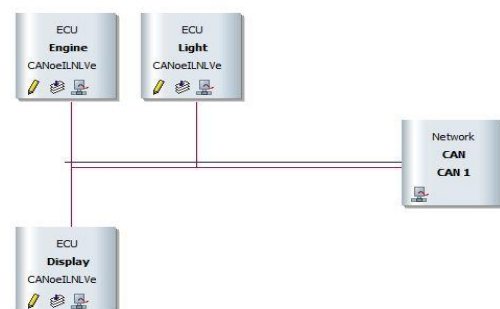 ECU
Engine
CANoeILNLVe
ECU
Light
CANoeILNLVe
Network
CAN
CAN 1
ECU
Display
CANoeILNLVe